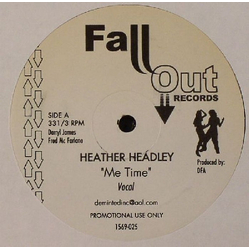 Fall
Out
RECORDS
SIDE A
33 1/3 RPM
Darryl James
Fred Mc Farlane
HEATHER HEADLEY
"Me Time"
Vocal
Produced by:
DFA
demintedinc@aol.com
PROMOTIONAL USE ONLY
1569-025